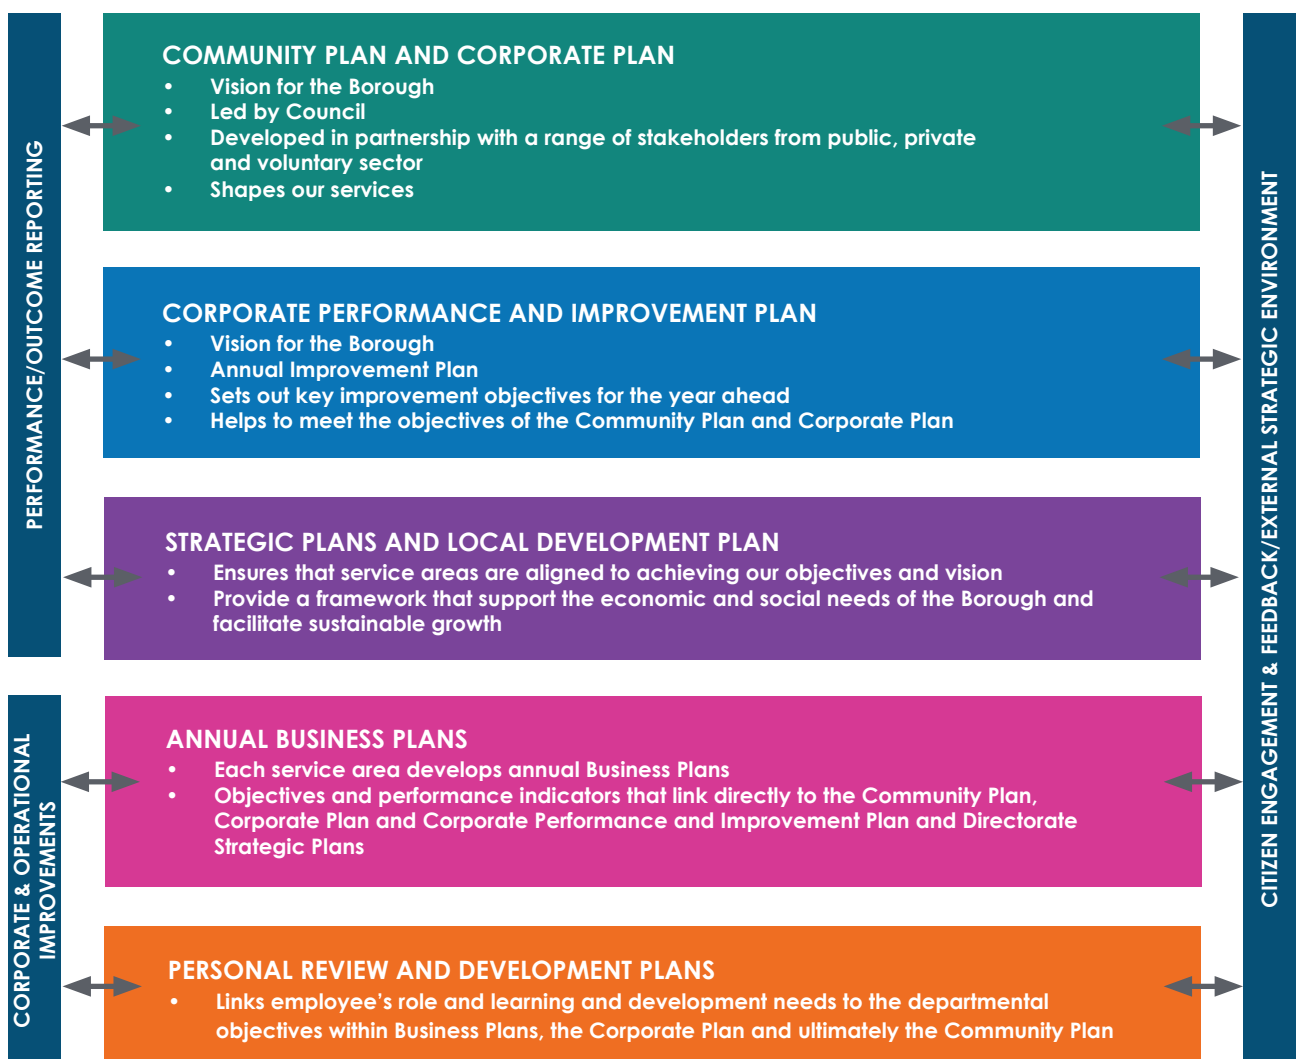 PERFORMANCE/OUTCOME REPORTING
COMMUNITY PLAN AND CORPORATE PLAN
• Vision for the Borough
• Led by Council
• Developed in partnership with a range of stakeholders from public, private
and voluntary sector
• Shapes our services
CORPORATE PERFORMANCE AND IMPROVEMENT PLAN
• Vision for the Borough
• Annual Improvement Plan
• Sets out key improvement objectives for the year ahead
• Helps to meet the objectives of the Community Plan and Corporate Plan
STRATEGIC PLANS AND LOCAL DEVELOPMENT PLAN
• Ensures that service areas are aligned to achieving our objectives and vision
• Provide a framework that support the economic and social needs of the Borough and
facilitate sustainable growth
CORPORATE & OPERATIONAL
IMPROVEMENTS
ANNUAL BUSINESS PLANS
• Each service area develops annual Business Plans
• Objectives and performance indicators that link directly to the Community Plan,
Corporate Plan and Corporate Performance and Improvement Plan and Directorate
Strategic Plans
PERSONAL REVIEW AND DEVELOPMENT PLANS
• Links employee's role and learning and development needs to the departmental
objectives within Business Plans, the Corporate Plan and ultimately the Community Plan
CITIZEN ENGAGEMENT & FEEDBACK/EXTERNAL STRATEGIC ENVIRONMENT